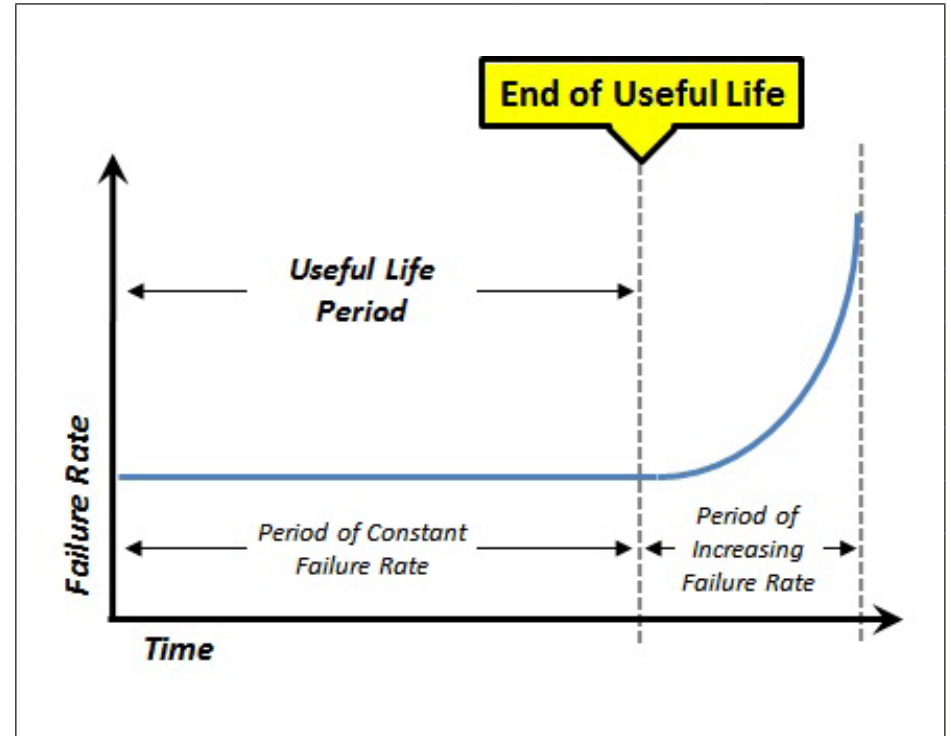 End of Useful Life
Useful Life
Period
Failure Rate
Period of Constant
Failure Rate
Period of
Increasing
Failure Rate
Time